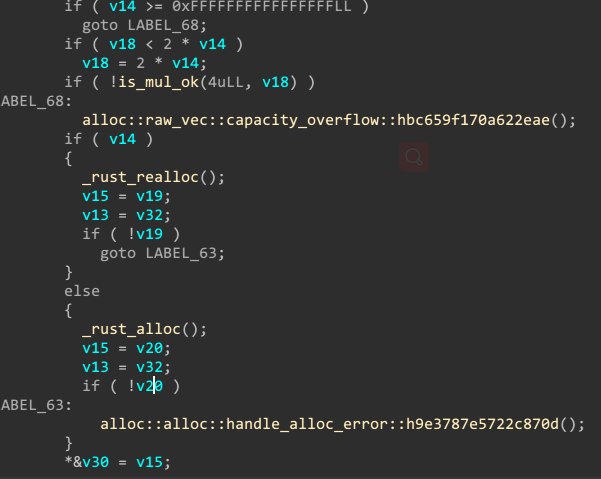 if ( v14 >= 0xFFFFFFFFFFFFFFFFLL )
goto LABEL_68;
if ( v18 < 2 * v14 )
v18 = 2 * v14;
if ( !is_mul_ok(4uLL, v18) )
ABEL_68:
alloc::raw_vec::capacity_overflow::hbc659f170a622eae();
if ( v14 )
{
_rust_realloc();
v15 = v19;
v13 = v32;
if ( !v19 )
goto LABEL_63;
}
else
{
_rust_alloc();
v15 = v20;
v13 = v32;
if ( !v20 )
ABEL_63:
alloc::alloc::handle_alloc_error::h9e3787e5722c870d();
}
*&v30 = v15;